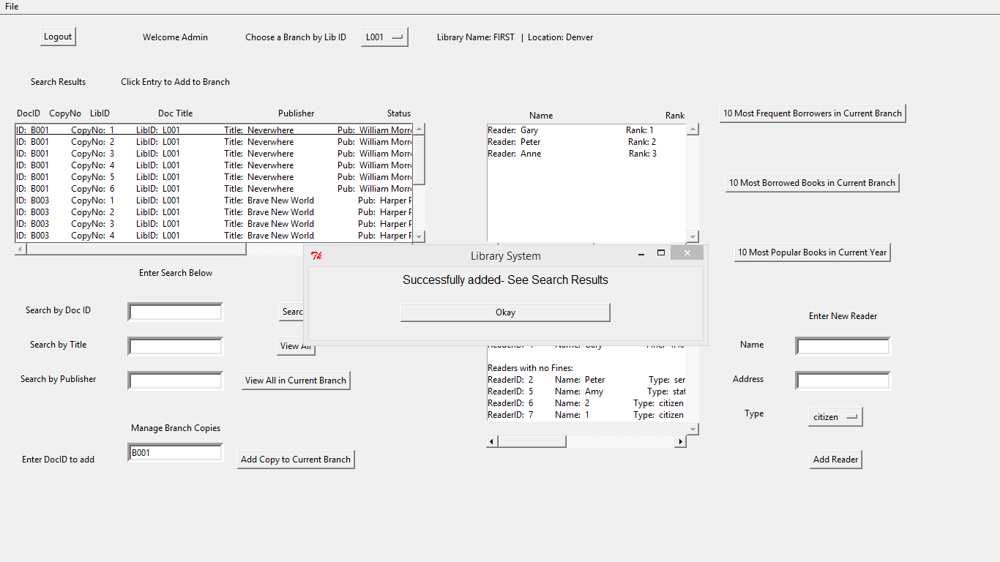 File
Logout Welcome Admin Choose a Branch by Lib ID L001 Library Name: FIRST | Location: Denver
Search Results Click Entry to Add to Branch
DocID CopyNo LibID Doc Title Publisher Status
ID: B001 CopyNo: 1 LibID: L001 Title: Neverwhere Pub: William Morr
ID: B001 CopyNo: 2 LibID: L001 Title: Neverwhere Pub: William Morr
ID: B001 CopyNo: 3 LibID: L001 Title: Neverwhere Pub: William Morr
ID: B001 CopyNo: 4 LibID: L001 Title: Neverwhere Pub: William Morr
ID: B001 CopyNo: 5 LibID: L001 Title: Neverwhere Pub: William Morr
ID: B001 CopyNo: 6 LibID: L001 Title: Neverwhere Pub: William Morr
ID: B003 CopyNo: 1 LibID: L001 Title: Brave New World Pub: Harper
ID: B003 CopyNo: 2 LibID: L001 Title: Brave New World Pub: Harper
ID: B003 CopyNo: 3 LibID: L001 Title: Brave New World Pub: Harper
ID: B003 CopyNo: 4 LibID: L001 Title: Brave New World Pub: Harper
Name Rank
Reader: Gary Rank: 1
Reader: Peter Rank: 2
Reader: Anne Rank: 3
10 Most Frequent Borrowers in Current Branch
10 Most Borrowed Books in Current Branch
10 Most Popular Books in Current Year
Library System
Successfully added- See Search Results
Okay
Enter Search Below
Search by Doc ID Searc
Search by Title View All
Search by Publisher View All in Current Branch
Manage Branch Copies
Enter DocID to add B001 Add Copy to Current Branch
Readers with no Fines:
ReaderID: 2 Name: Peter Type: ser
ReaderID: 5 Name: Amy Type: staf
ReaderID: 6 Name: 2 Type: citizen
ReaderID: 7 Name: 1 Type: citizen
Enter New Reader
Name
Address
Type citizen
Add Reader